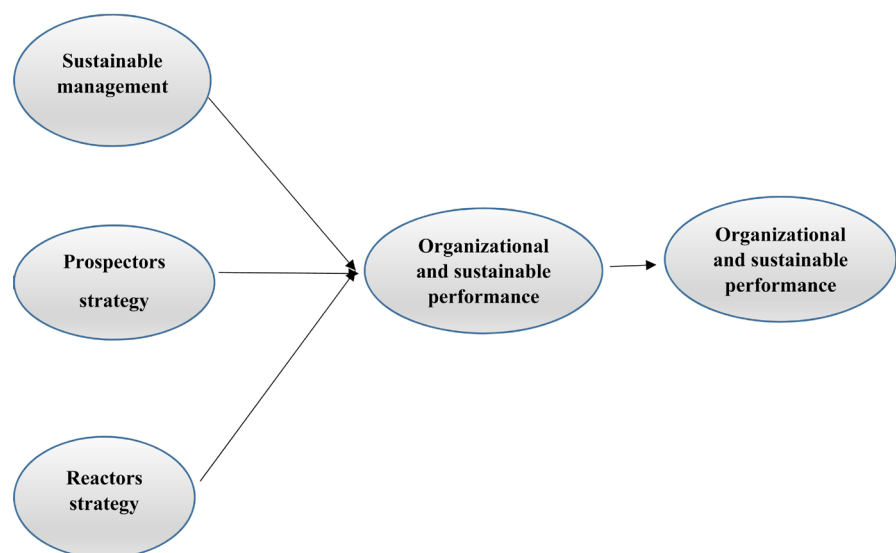 Sustainable
management
Prospectors
strategy
Reactors
strategy
Organizational
and sustainable
performance
Organizational
and sustainable
performance